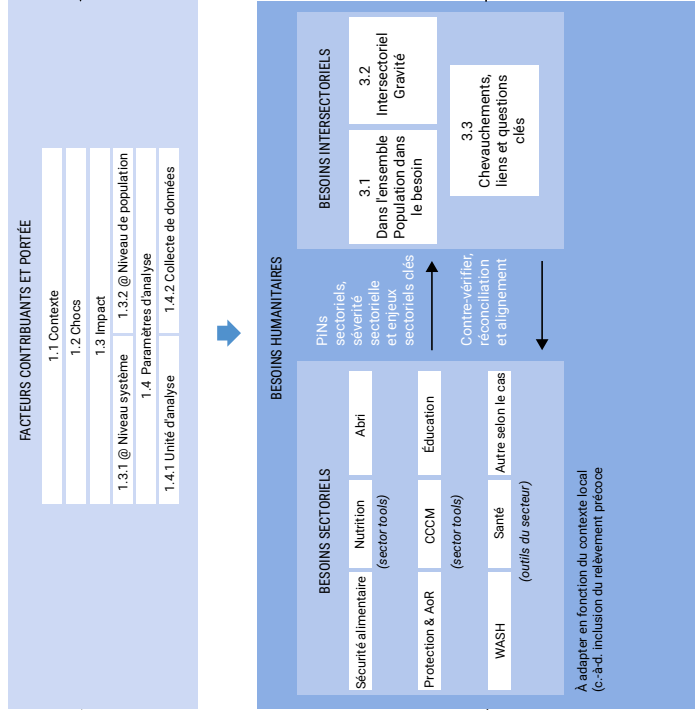 FACTEURS CONTRIBUANTS ET PORTÉE
1.1 Contexte
1.2 Chocs
1.3 Impact
1.3.1 @ Niveau système
1.3.2 @ Niveau de population
1.4 Paramètres d'analyse
1.4.1 Unité d'analyse
1.4.2 Collecte de données
BESOINS HUMANITAIRES
BESOINS SECTORIELS
Sécurité alimentaire
Nutrition
Abri
(sector tools)
Protection & AoR
CCCM
Éducation
(sector tools)
WASH
Santé
Autre selon le cas
(outils du secteur)
À adapter en fonction du contexte local
(c.-à-d. inclusion du relèvement précoce
PiNs
sectoriels,
séverité
sectorielle
et enjeux
sectoriels clés
Contre-vérifier,
réconciliation
et alignement
BESOINS INTERSECTORIELS
3.1
Dans l'ensemble
Population dans
le besoin
3.2
Intersectoriel
Gravité
3.3
Chevauchements,
liens et questions
clés